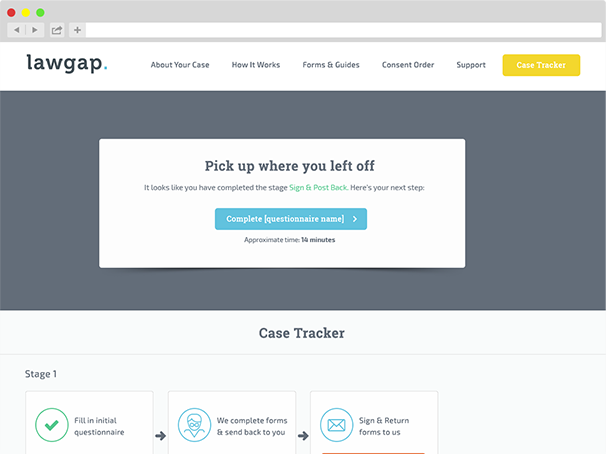 lawgap.
About Your Case
How It Works
Forms & Guides
Consent Order
Support
Case Tracker
Pick up where you left off
It looks like you have completed the stage Sign & Post Back. Here's your next step:
Complete [questionnaire name]
Approximate time: 14 minutes
Case Tracker
Stage 1
Fill in initial
questionnaire
We complete forms
& send back to you
Sign & Return
forms to us